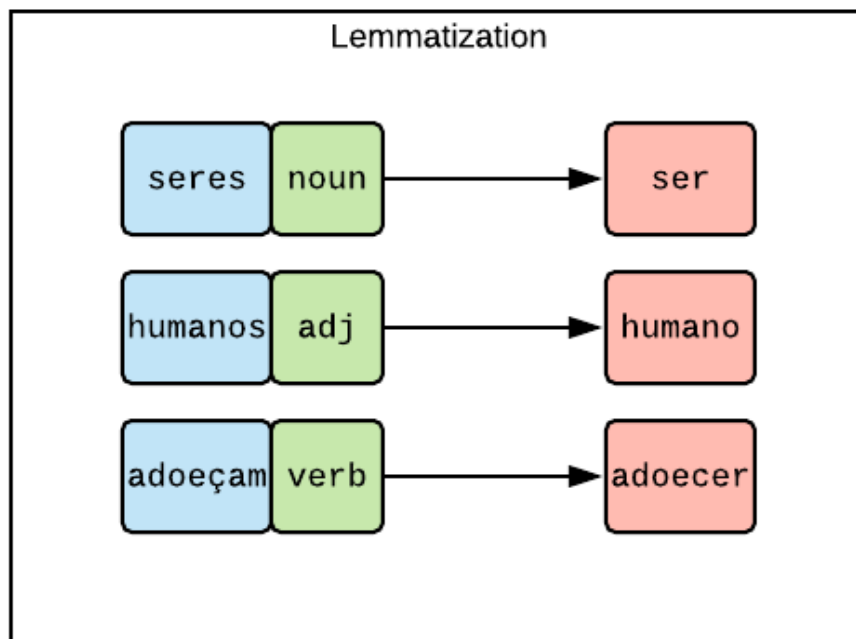 Lemmatization
seres noun ser
humanos adj humano
adoeçam verb adoecer